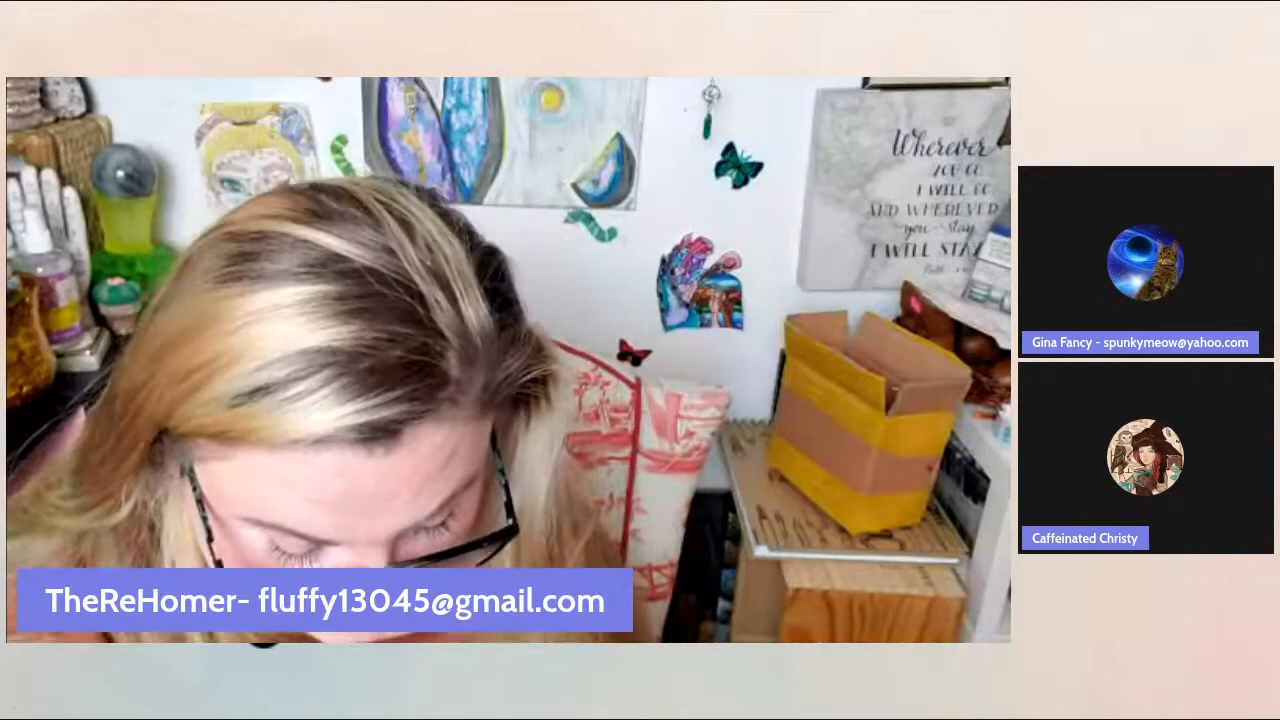 Wherever
YOU GO
I WILL GO
AND WHEREVER
you stay
I WILL STAY
Gina Fancy - spunkymeow@yahoo.com
Caffeinated Christy
TheReHomer- fluffy13045@gmail.com